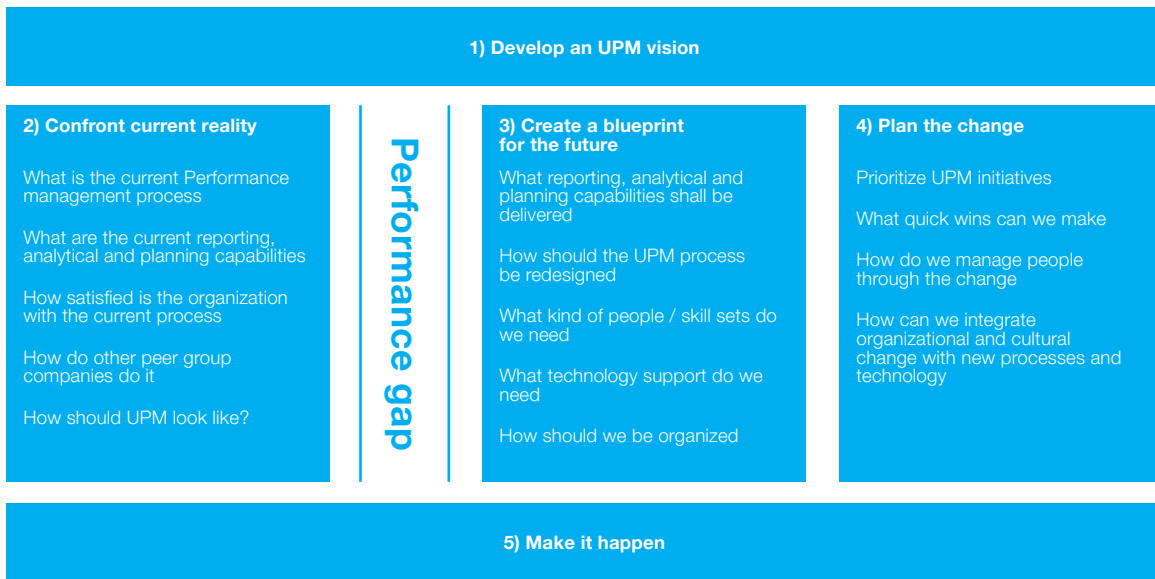 1) Develop an UPM vision
2) Confront current reality
What is the current Performance
management process
What are the current reporting,
analytical and planning capabilities
How satisfied is the organization
with the current process
How do other peer group
companies do it
How should UPM look like?
Performance gap
3) Create a blueprint
for the future
What reporting, analytical and
planning capabilities shall be
delivered
How should the UPM process
be redesigned
What kind of people / skill sets do
we need
What technology support do we
need
How should we be organized
4) Plan the change
Prioritize UPM initiatives
What quick wins can we make
How do we manage people
through the change
How can we integrate
organizational and cultural
change with new processes and
technology
5) Make it happen